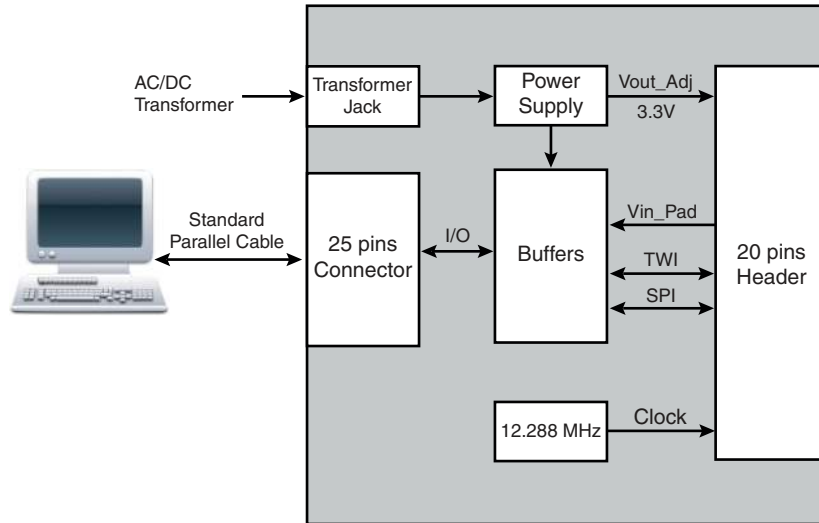 AC/DC
Transformer
Transformer
Jack
Power
Supply
Vout_Adj
3.3V
Standard
Parallel Cable
25 pins
Connector
I/O
Buffers
Vin_Pad
TWI
SPI
20 pins
Header
12.288 MHz
Clock